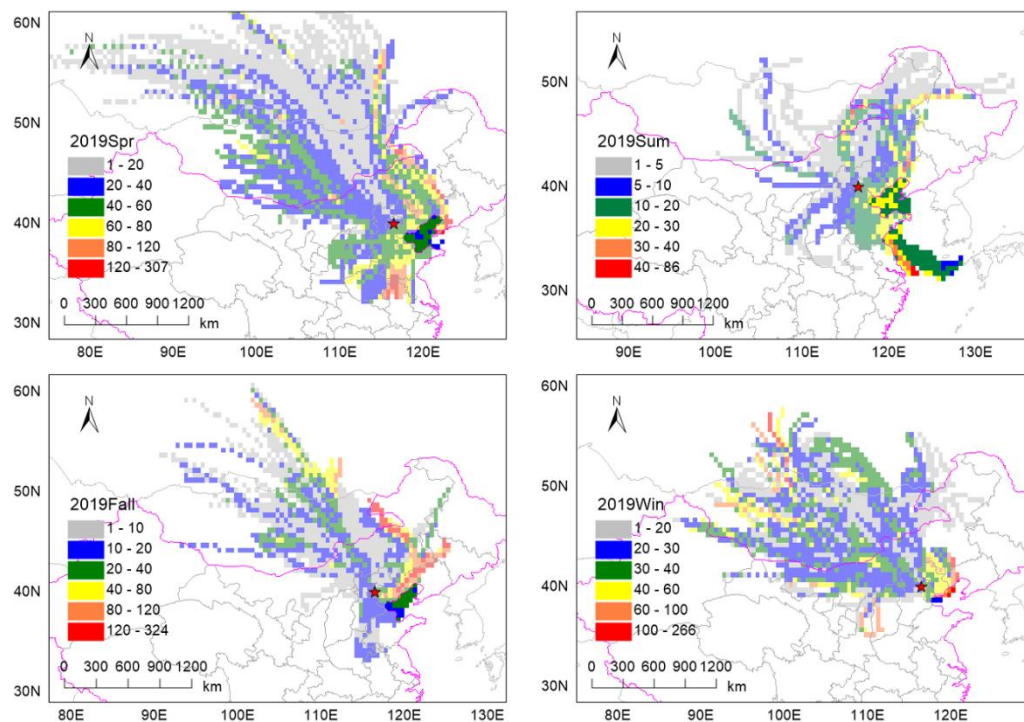 60N
50N
40N
30N
N
2019Spr
1 - 20
20 - 40
40 - 60
60 - 80
80 - 120
120 - 307
0 300 600 900 1200
km
80E 90E 100E 110E 120E
50N
40N
30N
N
2019Sum
1 - 5
5 - 10
10 - 20
20 - 30
30 - 40
40 - 86
0 300 600 900 1200
km
90E 100E 110E 120E 130E
60N
50N
40N
30N
N
2019Fall
1 - 10
10 - 20
20 - 40
40 - 80
80 - 120
120 - 324
0 300 600 900 1200
km
80E 90E 100E 110E 120E 130E
60N
50N
40N
30N
N
2019Win
1 - 20
20 - 30
30 - 40
40 - 60
60 - 100
100 - 266
0 300 600 900 1200
km
80E 90E 100E 110E 120E